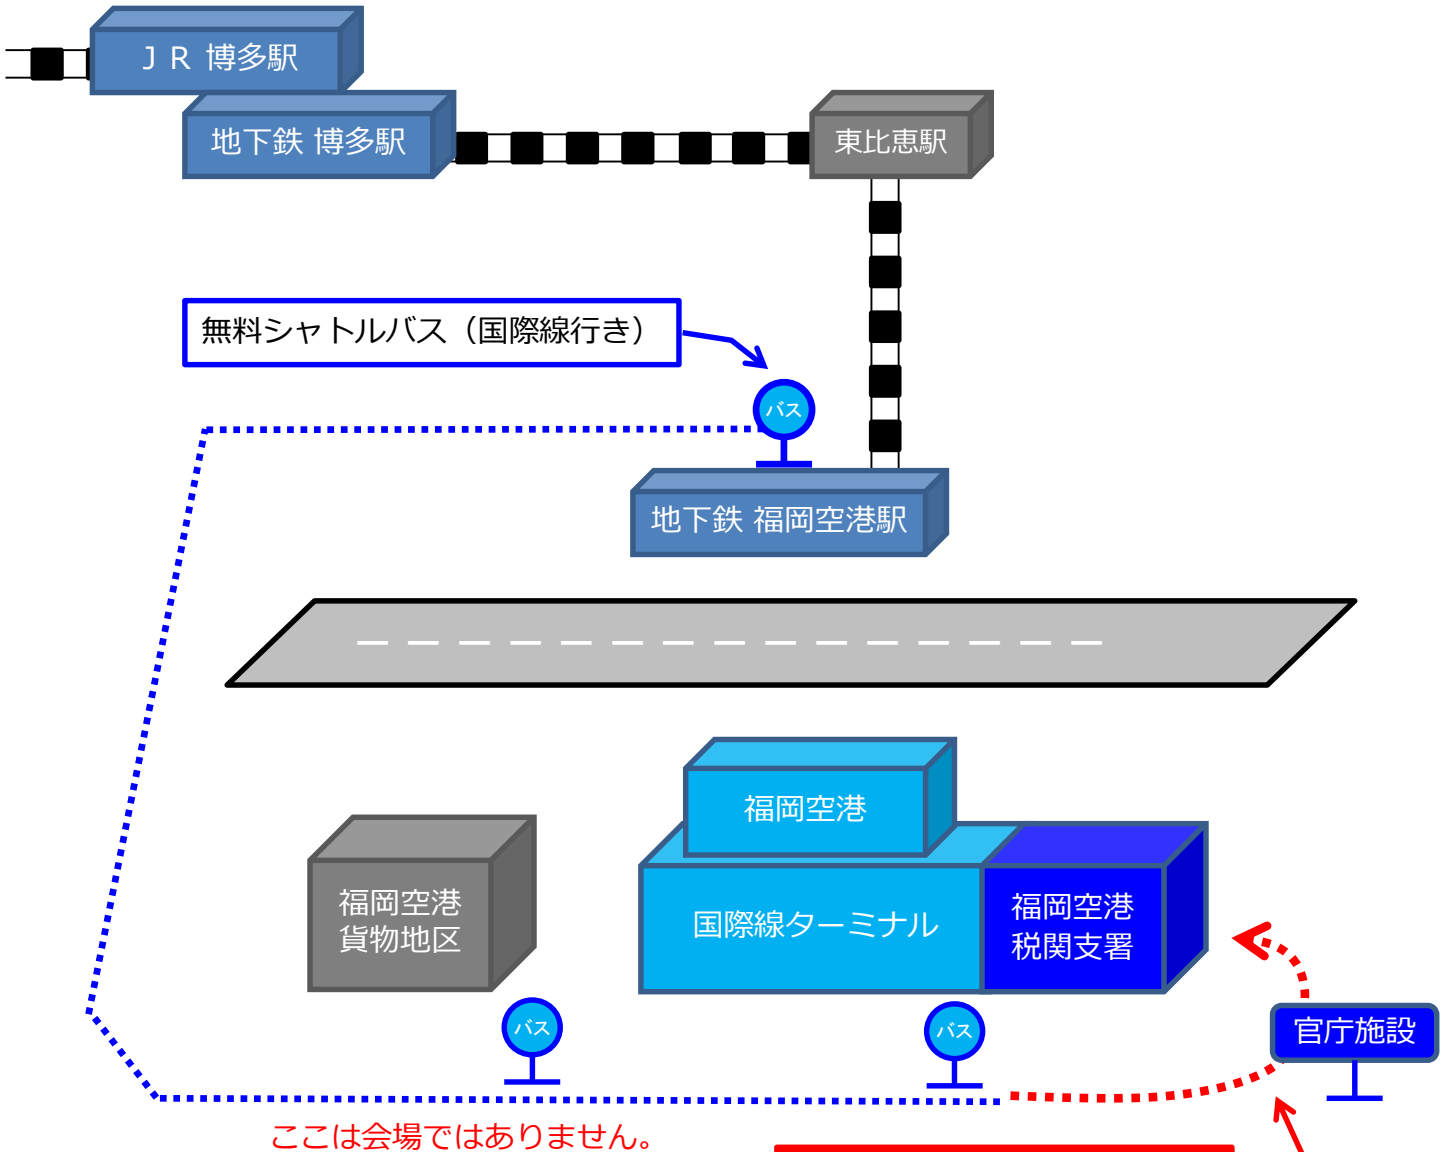 ＪＲ 博多駅
地下鉄 博多駅
東比恵駅
無料シャトルバス（国際線行き）
バス
地下鉄 福岡空港駅
福岡空港
国際線ターミナル
福岡空港
税関支署
福岡空港
貨物地区
バス
バス
官庁施設
ここは会場ではありません。